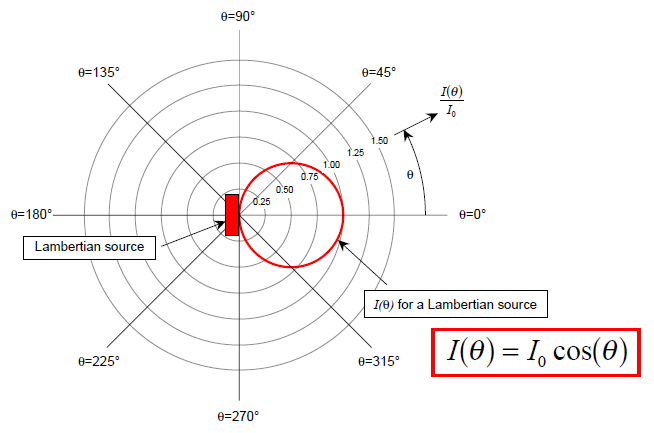 θ=90°
θ=135°
θ=45°
I(θ)
I₀
1.50
1.25
1.00
0.75
0.50
0.25
θ
θ=180°
θ=0°
Lambertian source
I(θ) for a Lambertian source
I(θ) = I₀ cos(θ)
θ=225°
θ=315°
θ=270°